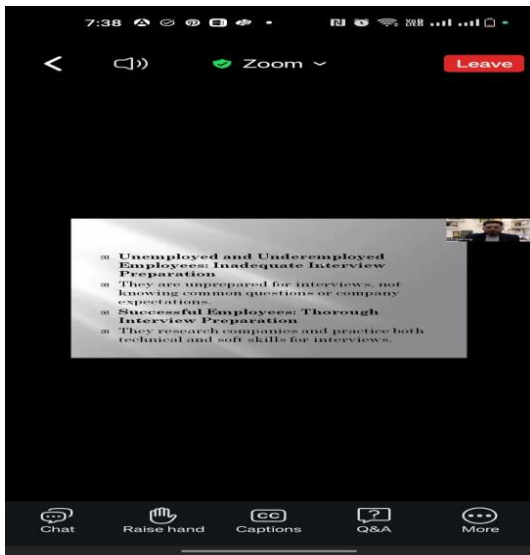 7:38
Zoom
Leave
Unemployed and Underemployed
Employees: Inadequate Interview
Preparation
They are unprepared for interviews, not
knowing common questions or company
expectations.
Successful Employees: Thorough
Interview Preparation
They research companies and practice both
technical and soft skills for interviews.
Chat
Raise hand
CC
Captions
Q&A
More